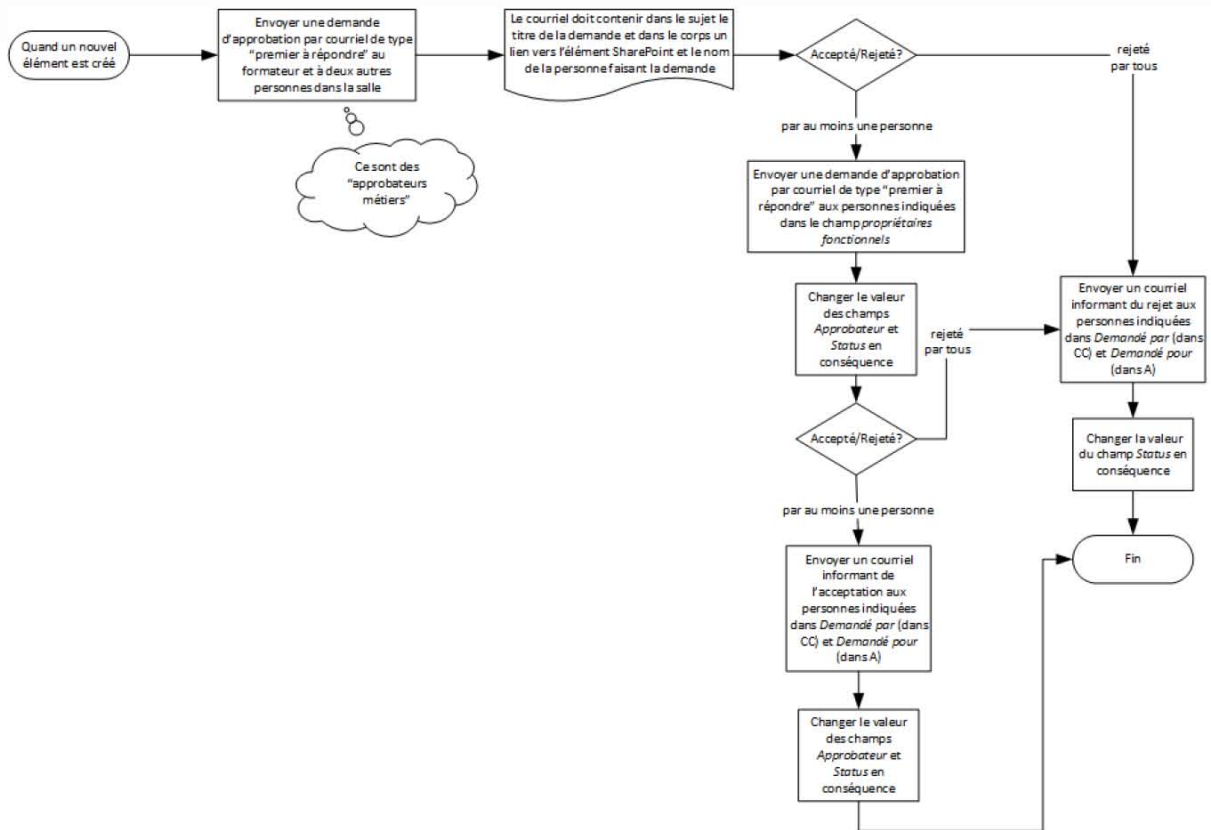 Quand un nouvel
élément est créé
Envoyer une demande
d'approbation par courriel de type
"premier à répondre" au
formateur et à deux autres
personnes dans la salle
Ce sont des
"approbateurs
métiers"
Le courriel doit contenir dans le sujet le
titre de la demande et dans le corps un
lien vers l'élément SharePoint et le nom
de la personne faisant la demande
Accepté/Rejeté?
rejeté
par tous
par au moins une personne
Envoyer une demande d'approbation
par courriel de type "premier à
répondre" aux personnes indiquées
dans le champ propriétaires
fonctionnels
Changer le valeur
des champs
Approbateur et
Status en
conséquence
rejeté
par tous
Accepté/Rejeté?
par au moins une personne
Envoyer un courriel
informant de
l'acceptation aux
personnes indiquées
dans Demandé par (dans
CC) et Demandé pour
(dans A)
Changer le valeur
des champs
Approbateur et
Status en
conséquence
Envoyer un courriel
informant du rejet aux
personnes indiquées
dans Demandé par (dans
CC) et Demandé pour
(dans A)
Changer la valeur
du champ Status en
conséquence
Fin